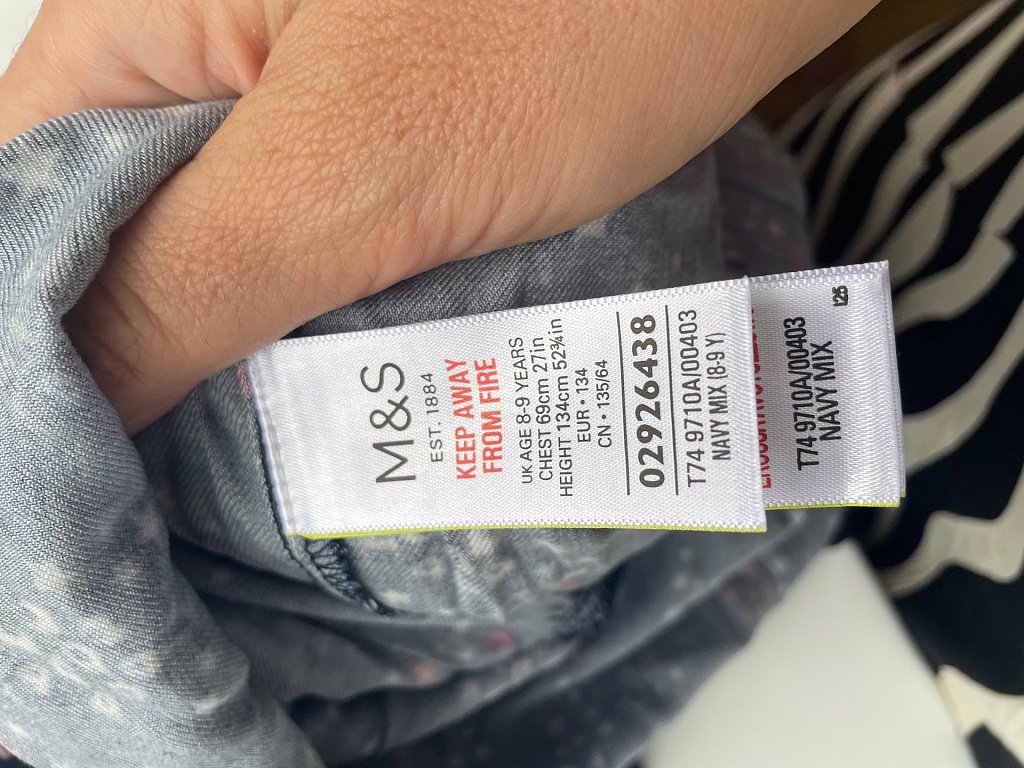 M&S
EST. 1884
KEEP AWAY
FROM FIRE
UK AGE 8-9 YEARS
CHEST 69cm 27in
HEIGHT 134cm 52¾in
EUR • 134
CN • 135/64
02926438
T74 9710A/00403
NAVY MIX (8-9 Y)
T74 9710A/00403
NAVY MIX
125